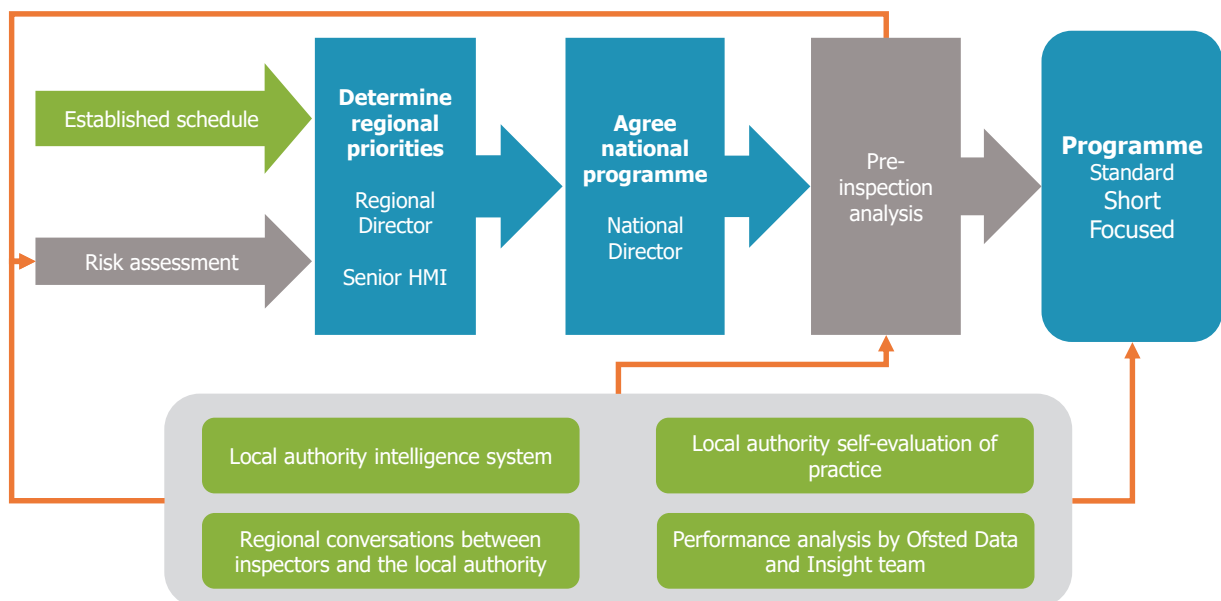 Established schedule
Risk assessment
Determine
regional
priorities
Regional
Director
Senior HMI
Agree
national
programme
National
Director
Pre-
inspection
analysis
Programme
Standard
Short
Focused
Local authority intelligence system
Local authority self-evaluation of
practice
Regional conversations between
inspectors and the local authority
Performance analysis by Ofsted Data
and Insight team